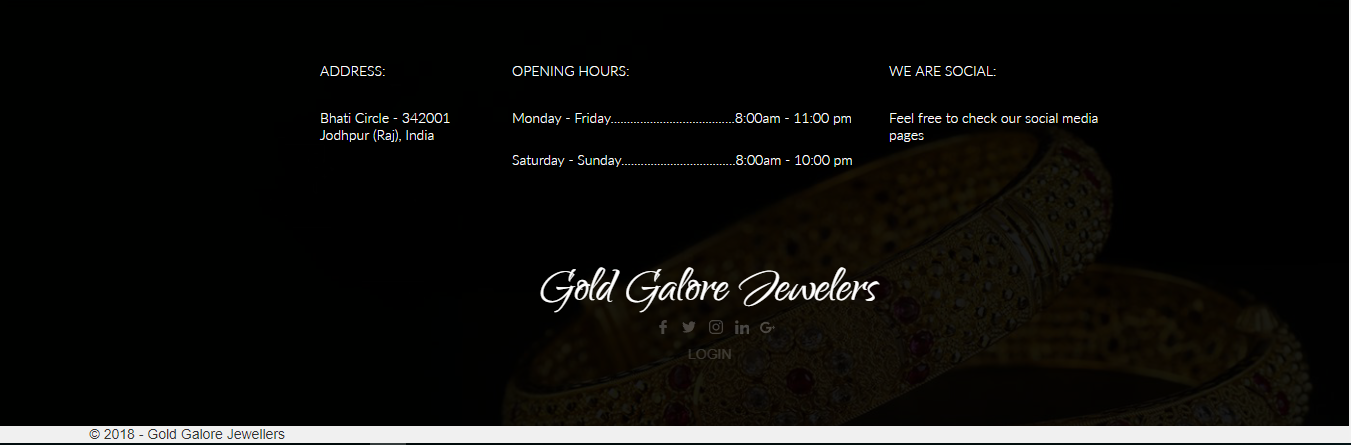 ADDRESS:
Bhati Circle - 342001
Jodhpur (Raj), India
OPENING HOURS:
Monday - Friday......................................8:00am - 11:00 pm
Saturday - Sunday...................................8:00am - 10:00 pm
WE ARE SOCIAL:
Feel free to check our social media
pages
Gold Galore Jewelers
LOGIN
© 2018 - Gold Galore Jewellers